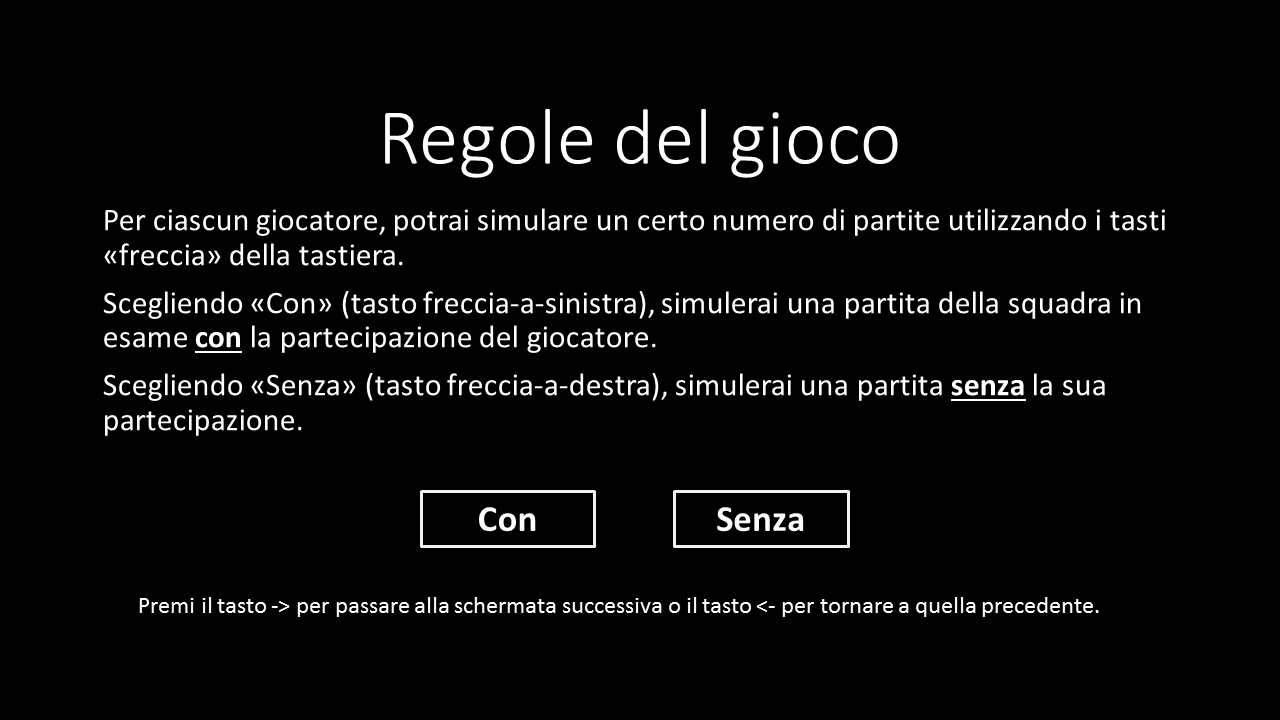 Regole del gioco
Per ciascun giocatore, potrai simulare un certo numero di partite utilizzando i tasti
«freccia» della tastiera.
Scegliendo «Con» (tasto freccia-a-sinistra), simulerai una partita della squadra in
esame con la partecipazione del giocatore.
Scegliendo «Senza» (tasto freccia-a-destra), simulerai una partita senza la sua
partecipazione.
Con
Senza
Premi il tasto -> per passare alla schermata successiva o il tasto <- per tornare a quella precedente.